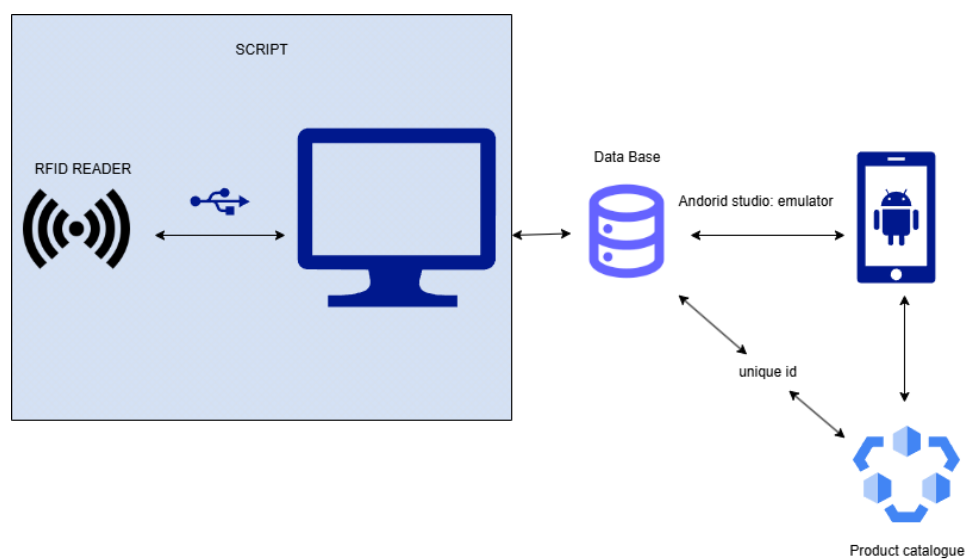 SCRIPT
RFID READER
Data Base
Andorid studio: emulator
unique id
Product catalogue